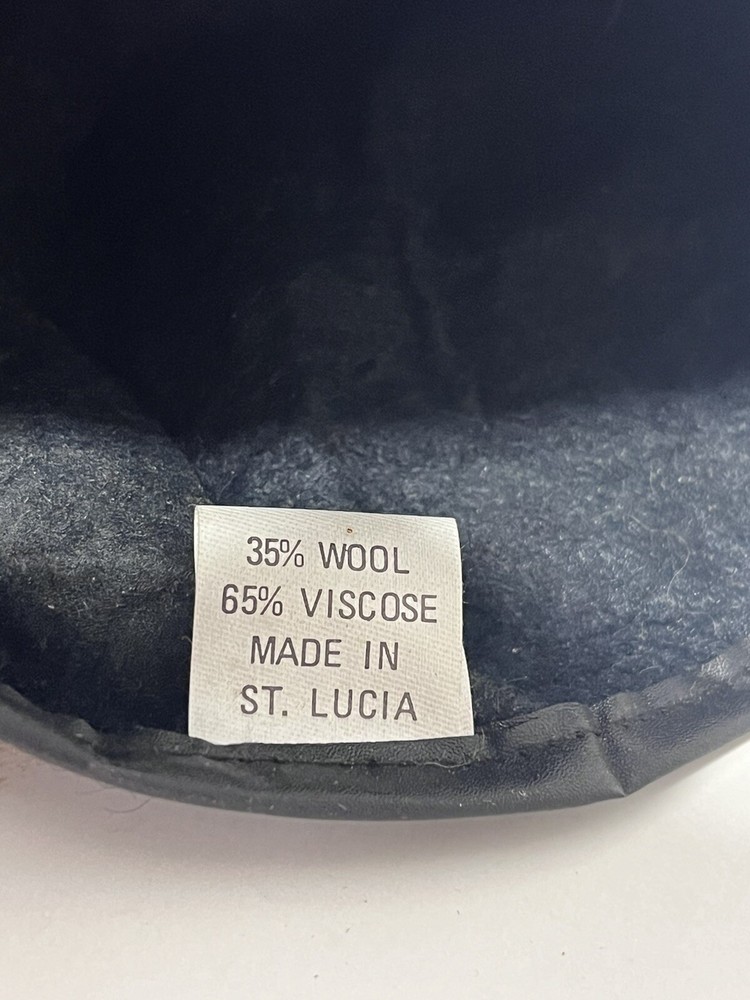 35% WOOL
65% VISCOSE
MADE IN
ST. LUCIA